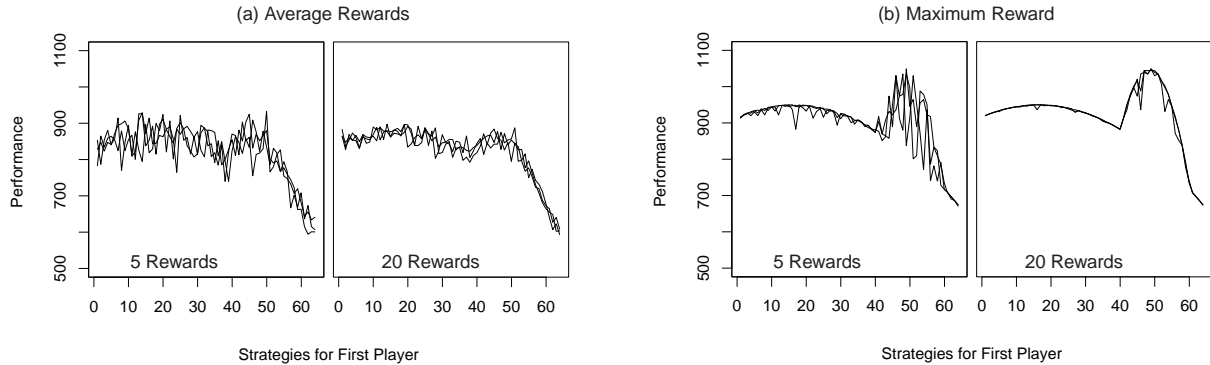 (a) Average Rewards
Performance
500 700 900 1100
5 Rewards
20 Rewards
0 10 20 30 40 50 60
0 10 20 30 40 50 60
Strategies for First Player
(b) Maximum Reward
Performance
500 700 900 1100
5 Rewards
20 Rewards
0 10 20 30 40 50 60
0 10 20 30 40 50 60
Strategies for First Player